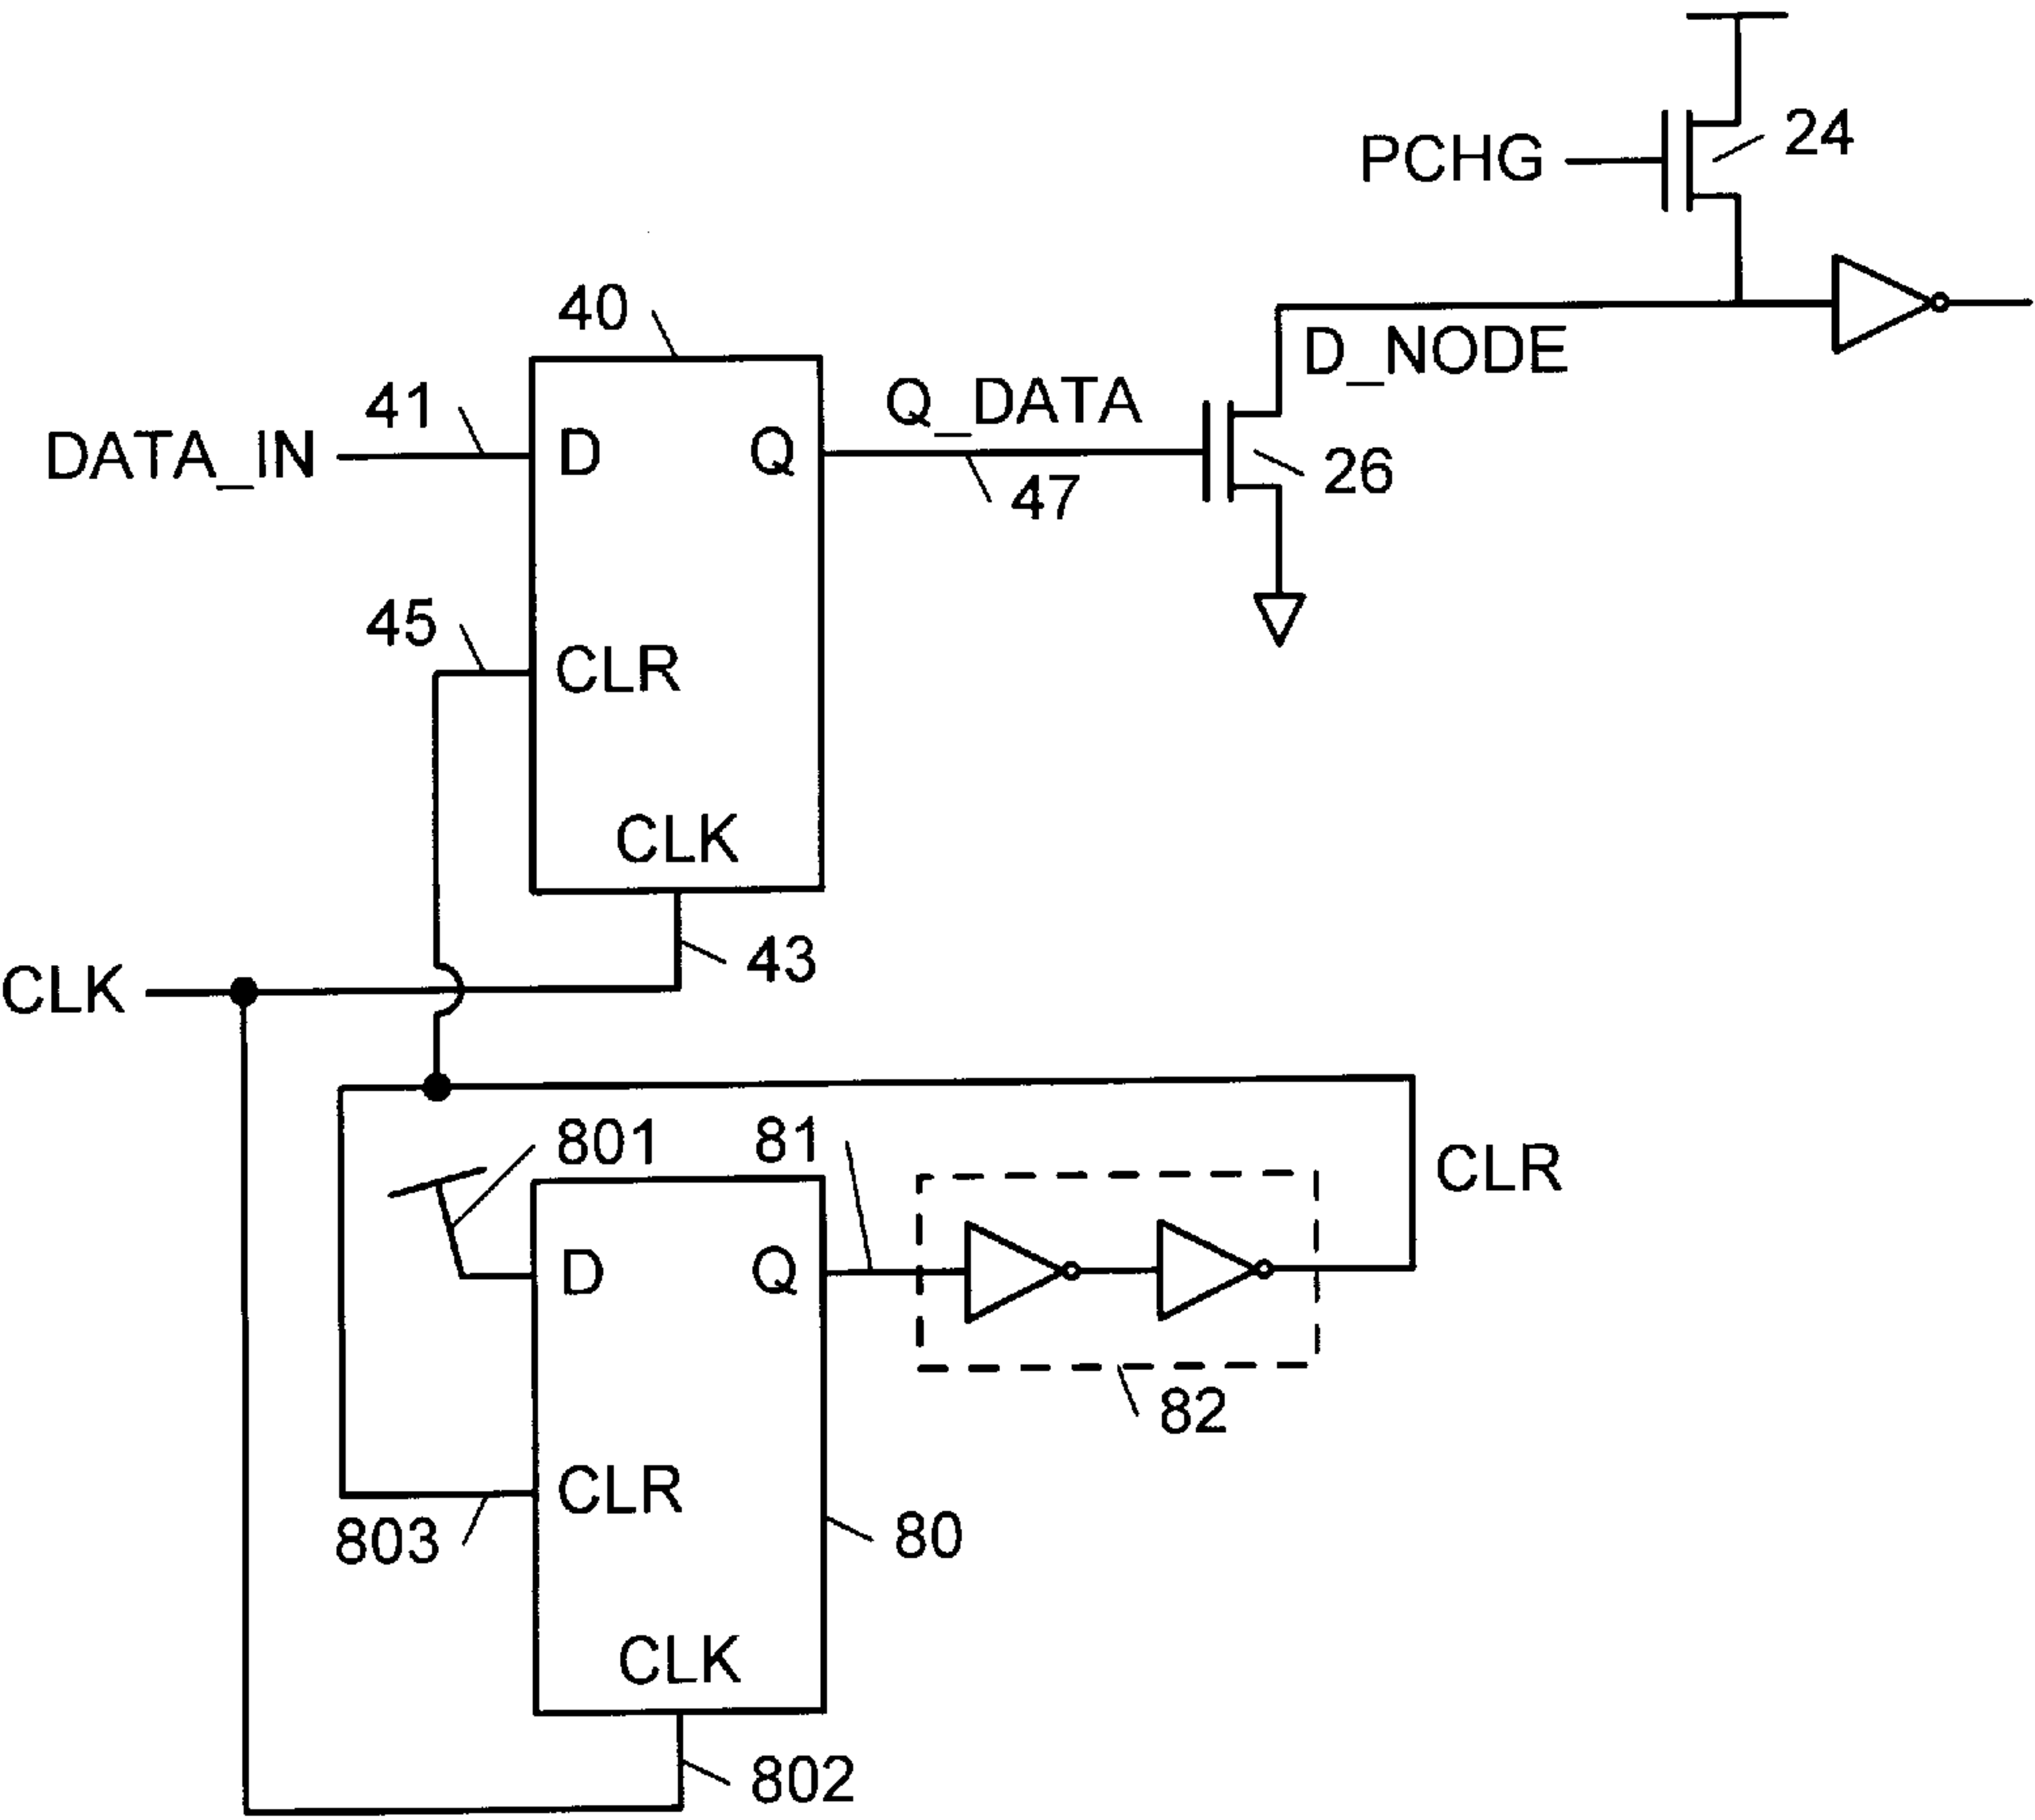 24
PCHG
40
D_NODE
41
Q_DATA
DATA_IN
D
Q
26
47
45
CLR
CLK
43
CLK
801
81
CLR
D
Q
82
CLR
803
80
CLK
802